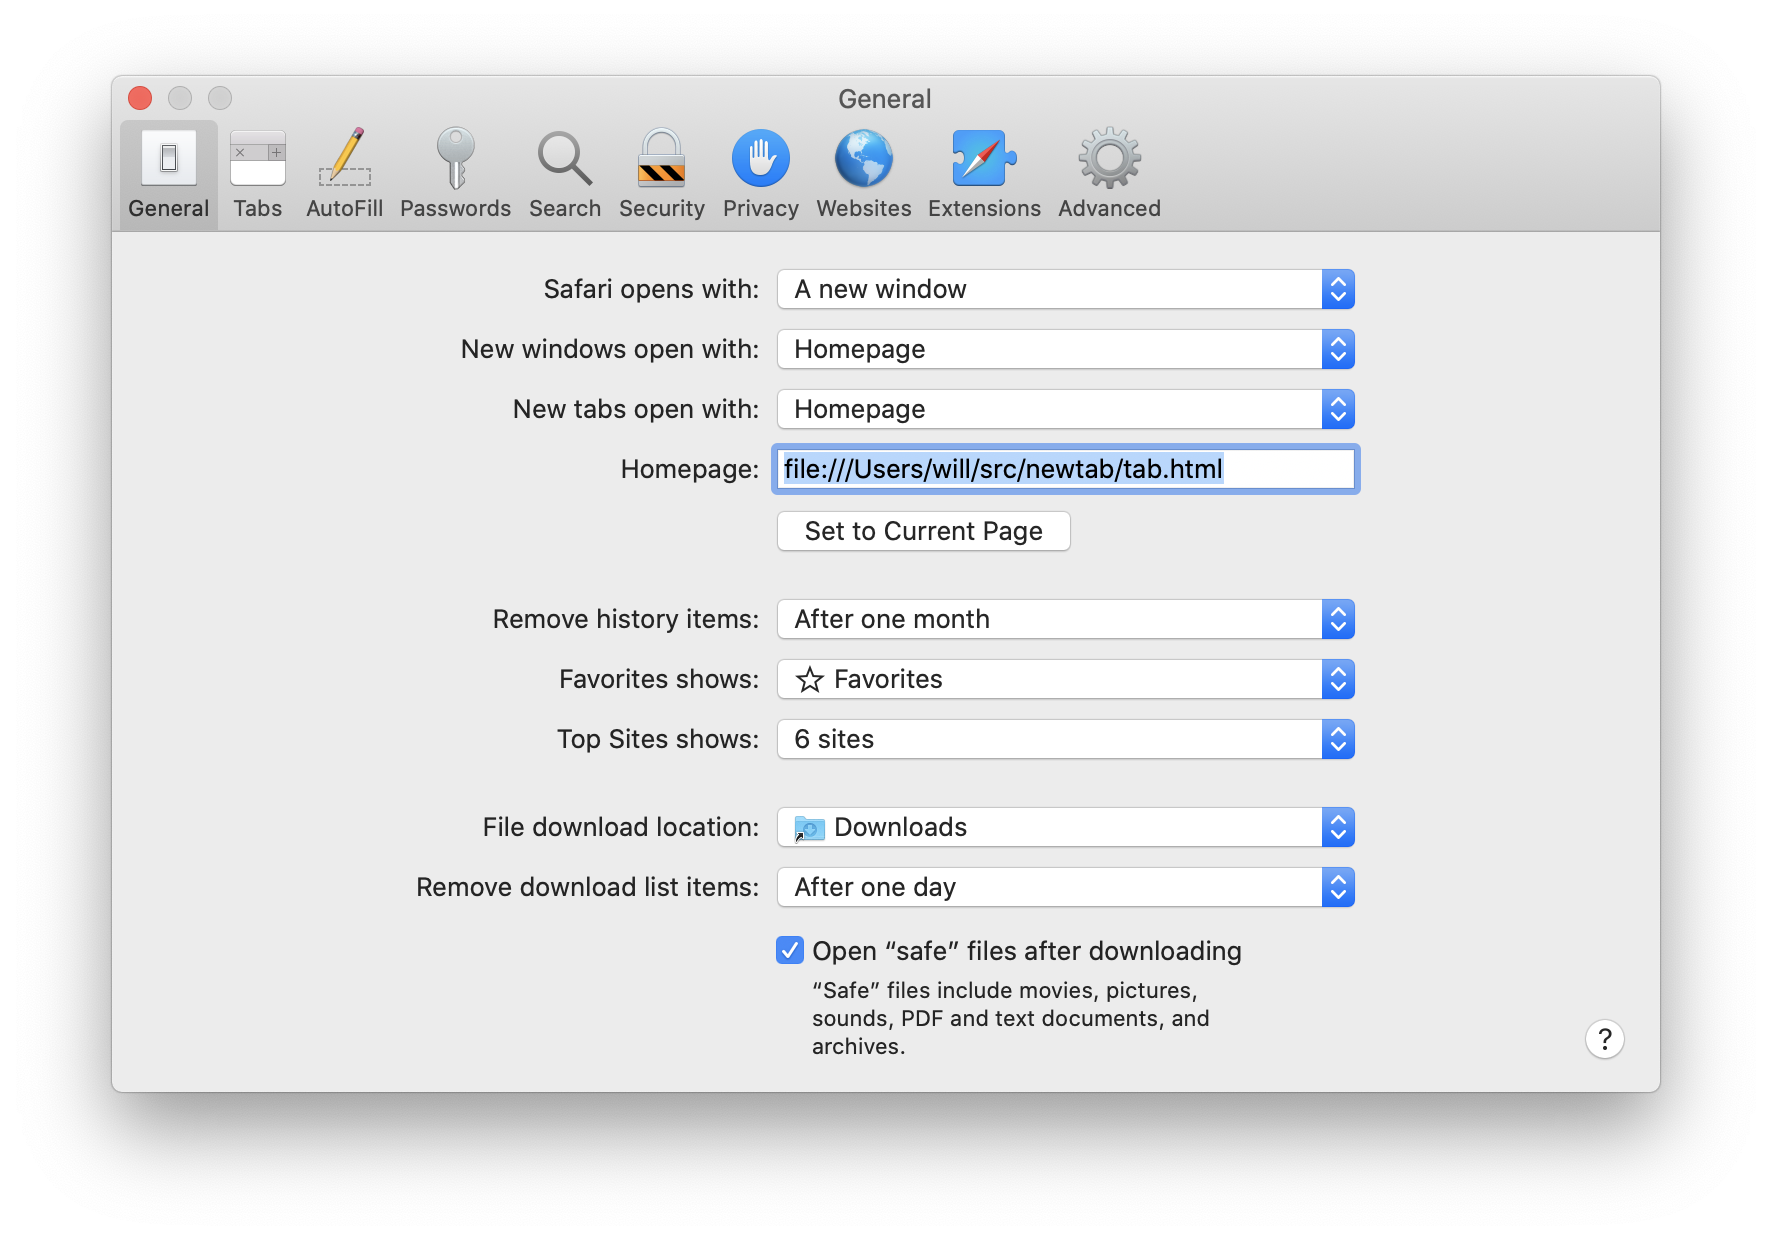 General
General Tabs AutoFill Passwords Search Security Privacy Websites Extensions Advanced
Safari opens with: A new window
New windows open with: Homepage
New tabs open with: Homepage
Homepage: file:///Users/will/src/newtab/tab.html
Set to Current Page
Remove history items: After one month
Favorites shows: Favorites
Top Sites shows: 6 sites
File download location: Downloads
Remove download list items: After one day
Open “safe” files after downloading
“Safe” files include movies, pictures,
sounds, PDF and text documents, and
archives.
?